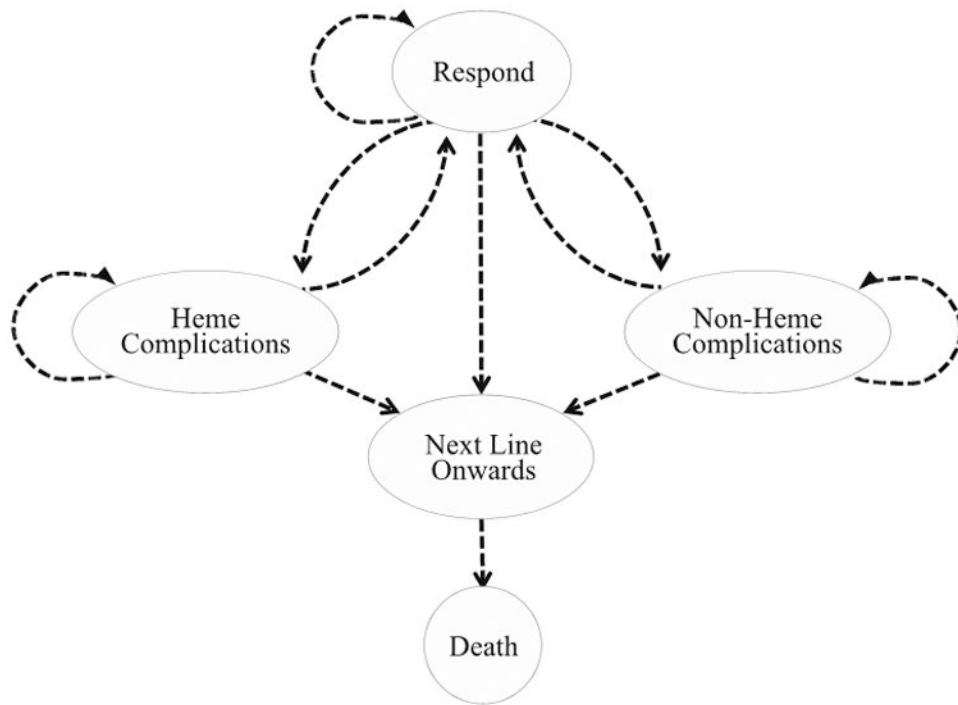 Respond
Heme
Complications
Non-Heme
Complications
Next Line
Onwards
Death